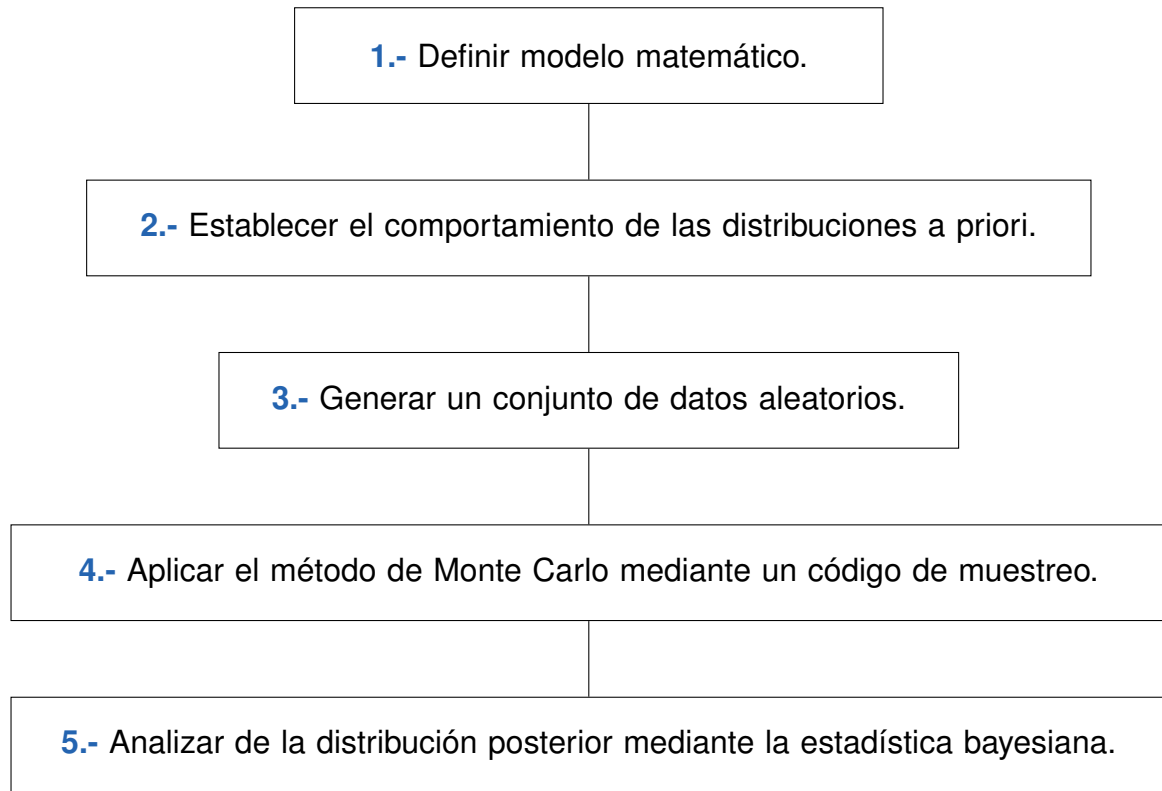 1.- Definir modelo matemático.
2.- Establecer el comportamiento de las distribuciones a priori.
3.- Generar un conjunto de datos aleatorios.
4.- Aplicar el método de Monte Carlo mediante un código de muestreo.
5.- Analizar de la distribución posterior mediante la estadística bayesiana.